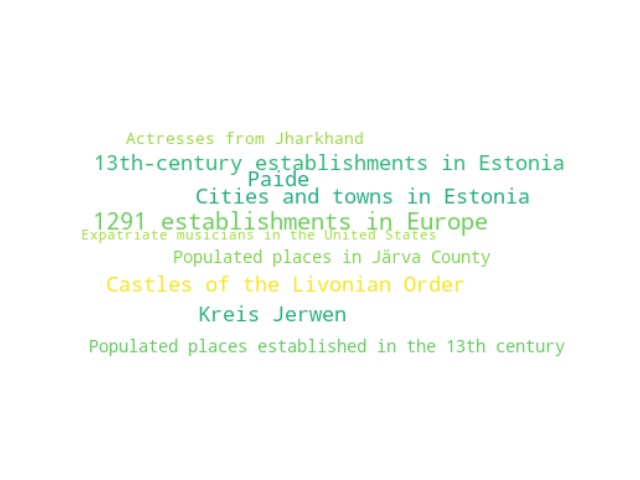 Actresses from Jharkhand
13th-century establishments in Estonia
Paide
Cities and towns in Estonia
1291 establishments in Europe
Expatriate musicians in the United States
Populated places in Järva County
Castles of the Livonian Order
Kreis Jerwen
Populated places established in the 13th century